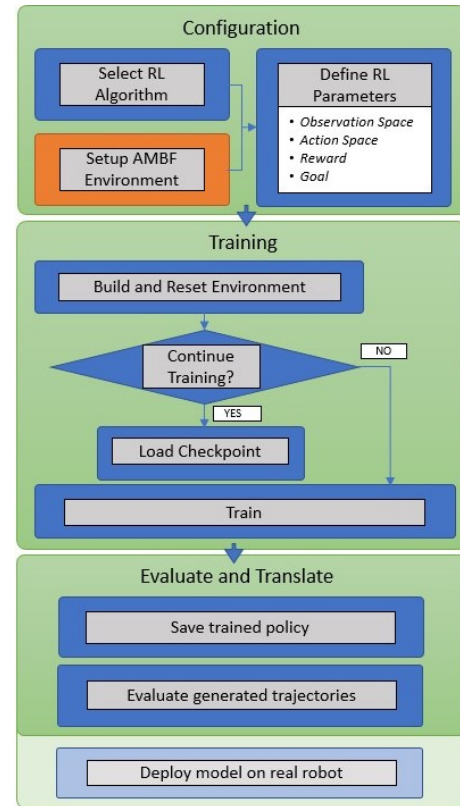 Configuration
Select RL
Algorithm
Setup AMBF
Environment
Define RL
Parameters
• Observation Space
• Action Space
• Reward
• Goal
Training
Build and Reset Environment
Continue
Training?
NO
YES
Load Checkpoint
Train
Evaluate and Translate
Save trained policy
Evaluate generated trajectories
Deploy model on real robot